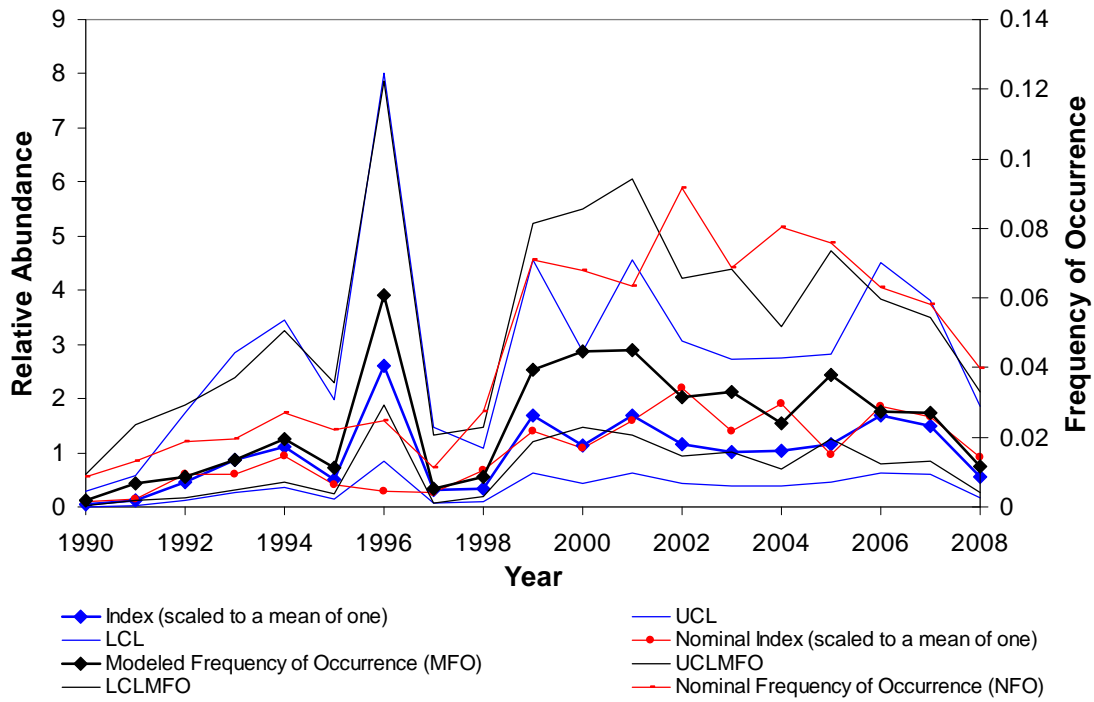 9
8
7
6
5
4
3
2
1
0
Relative Abundance
0.14
0.12
0.1
0.08
0.06
0.04
0.02
0
Frequency of Occurrence
1990 1992 1994 1996 1998 2000 2002 2004 2006 2008
Year
Index (scaled to a mean of one)
UCL
LCL
Nominal Index (scaled to a mean of one)
Modeled Frequency of Occurrence (MFO)
UCLMFO
LCLMFO
Nominal Frequency of Occurrence (NFO)